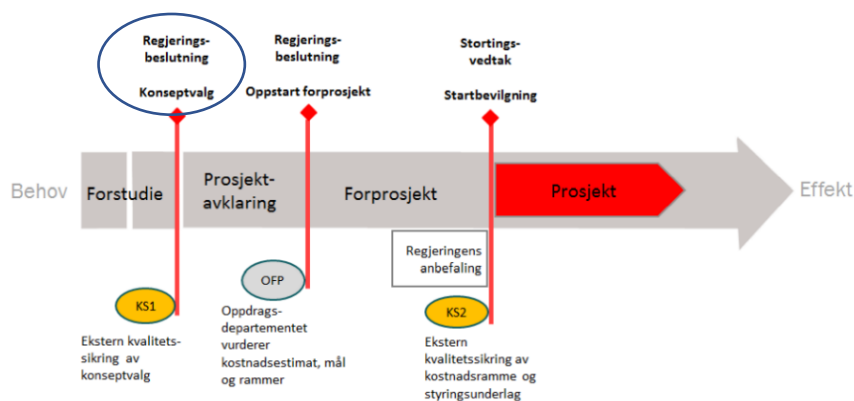 Regjerings-
beslutning
Konseptvalg
Regjerings-
beslutning
Oppstart forprosjekt
Stortings-
vedtak
Startbevilgning
Behov
Forstudie
Prosjekt-
avklaring
Forprosjekt
Prosjekt
Effekt
Regjeringens
anbefaling
KS1
Ekstern kvalitets-
sikring av
konseptvalg
OFP
Oppdrags-
departementet
vurderer
kostnadsestimat, mål
og rammer
KS2
Ekstern
kvalitetssikring av
kostnadsramme og
styringsunderlag